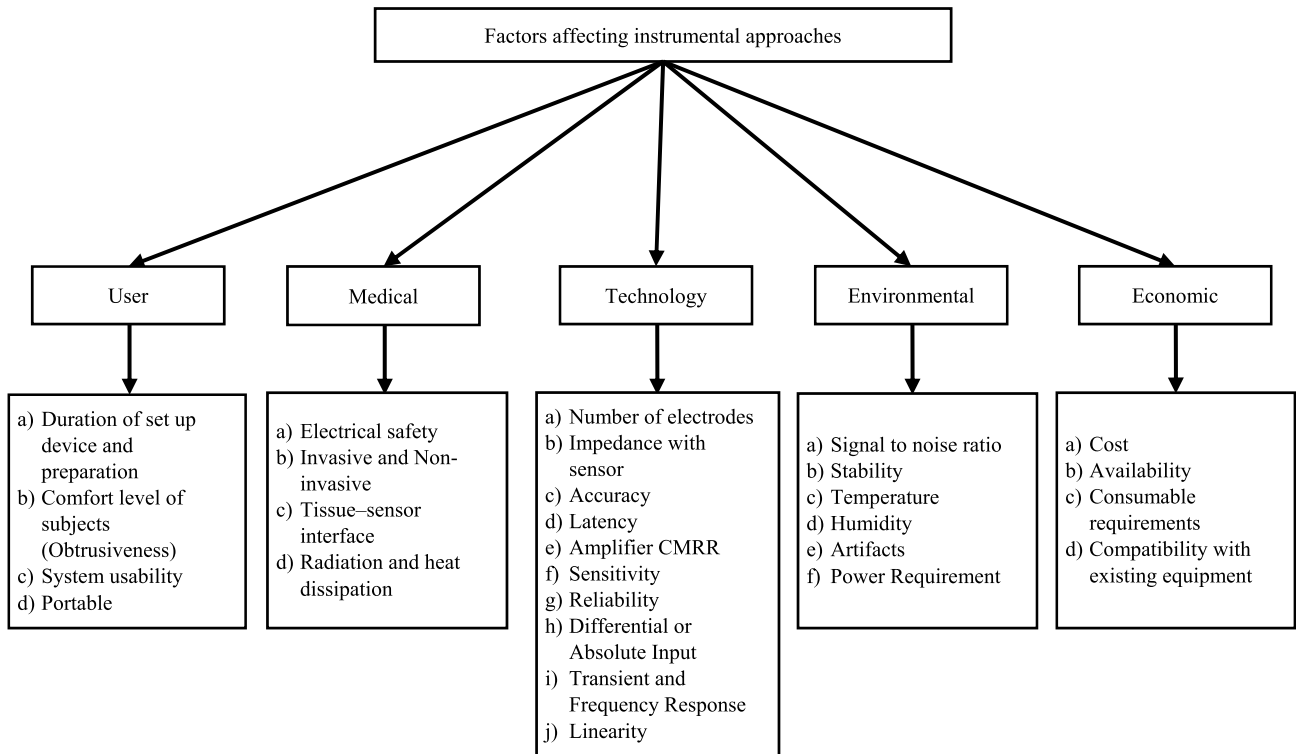 Factors affecting instrumental approaches
User
Medical
Technology
Environmental
Economic
a) Duration of set up
device and
preparation
b) Comfort level of
subjects
(Obtrusiveness)
c) System usability
d) Portable
a) Electrical safety
b) Invasive and Non-
invasive
c) Tissue–sensor
interface
d) Radiation and heat
dissipation
a) Number of electrodes
b) Impedance with
sensor
c) Accuracy
d) Latency
e) Amplifier CMRR
f) Sensitivity
g) Reliability
h) Differential or
Absolute Input
i) Transient and
Frequency Response
j) Linearity
a) Signal to noise ratio
b) Stability
c) Temperature
d) Humidity
e) Artifacts
f) Power Requirement
a) Cost
b) Availability
c) Consumable
requirements
d) Compatibility with
existing equipment